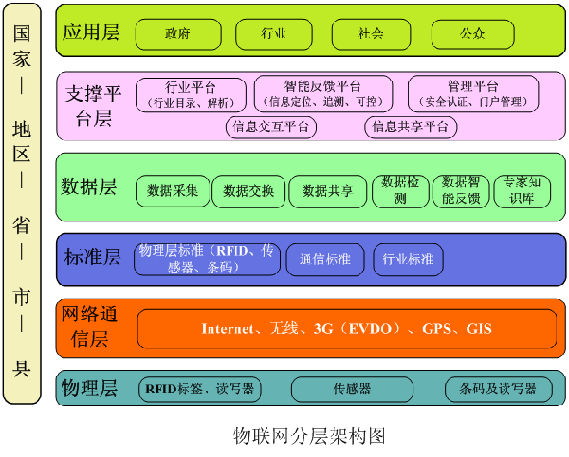 国家—地区—省—市—县
应用层
政府
行业
社会
公众
支撑平
台层
行业平台
（行业目录、解析）
智能反馈平台
（信息定位、追溯、可控）
管理平台
（安全认证、门户管理）
信息交互平台
信息共享平台
数据层
数据采集
数据交换
数据共享
数据检
测
数据智
能反馈
专家知
识库
标准层
物理层标准（RFID、传
感器、条码）
通信标准
行业标准
网络通
信层
Internet、无线、3G（EVDO）、GPS、GIS
物理层
RFID标签、读写器
传感器
条码及读写器
物联网分层架构图